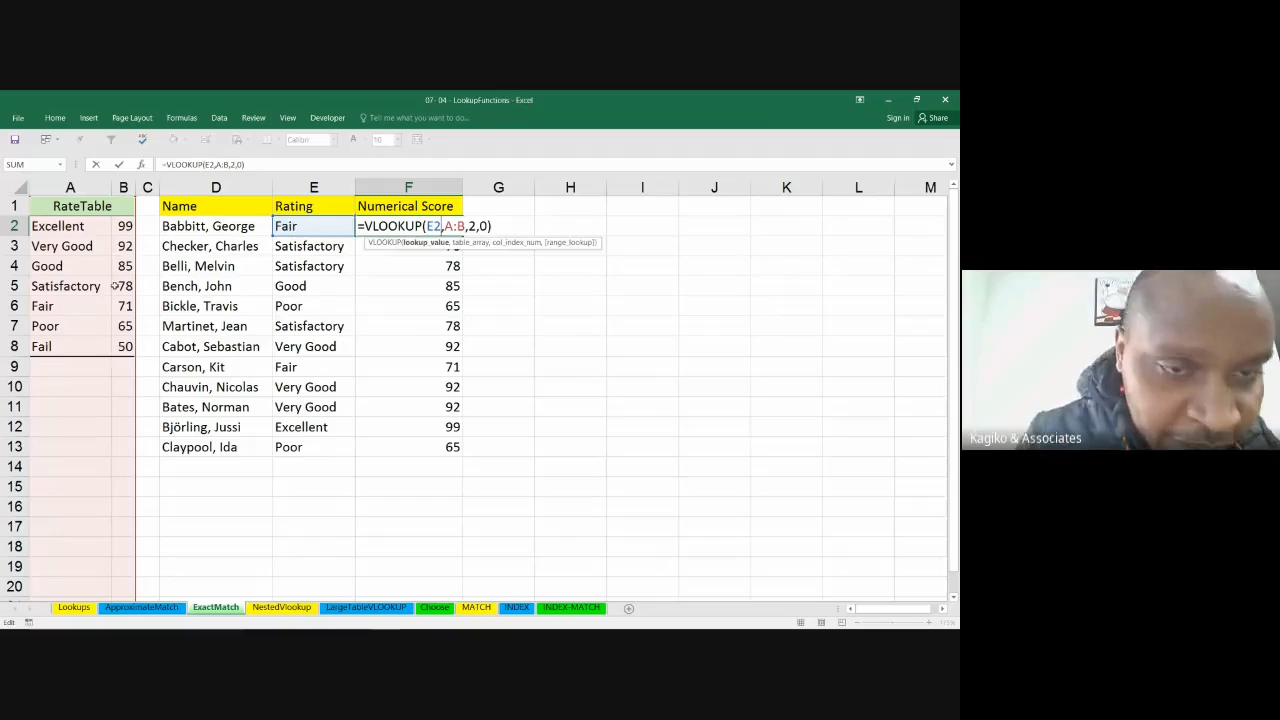 07- 04 - LookupFunctions - Excel
File Home Insert Page Layout Formulas Data Review View Developer Tell me what you want to do... Sign in Share
Calibri 10
SUM =VLOOKUP(E2,A:B,2,0)
A B C D E F G H I J K L M
1 RateTable Name Rating Numerical Score
2 Excellent 99 Babbitt, George Fair =VLOOKUP(E2,A:B,2,0)
VLOOKUP(lookup_value, table_array, col_index_num, [range_lookup])
3 Very Good 92 Checker, Charles Satisfactory
4 Good 85 Belli, Melvin Satisfactory 78
5 Satisfactory 78 Bench, John Good 85
6 Fair 71 Bickle, Travis Poor 65
7 Poor 65 Martinet, Jean Satisfactory 78
8 Fail 50 Cabot, Sebastian Very Good 92
9 Carson, Kit Fair 71
10 Chauvin, Nicolas Very Good 92
11 Bates, Norman Very Good 92
12 Björling, Jussi Excellent 99
13 Claypool, Ida Poor 65
14
15
16
17
18
19
20
Lookups ApproximateMatch ExactMatch NestedVlookup LargeTableVLOOKUP Choose MATCH INDEX INDEX-MATCH
Edit
Kagiko & Associates